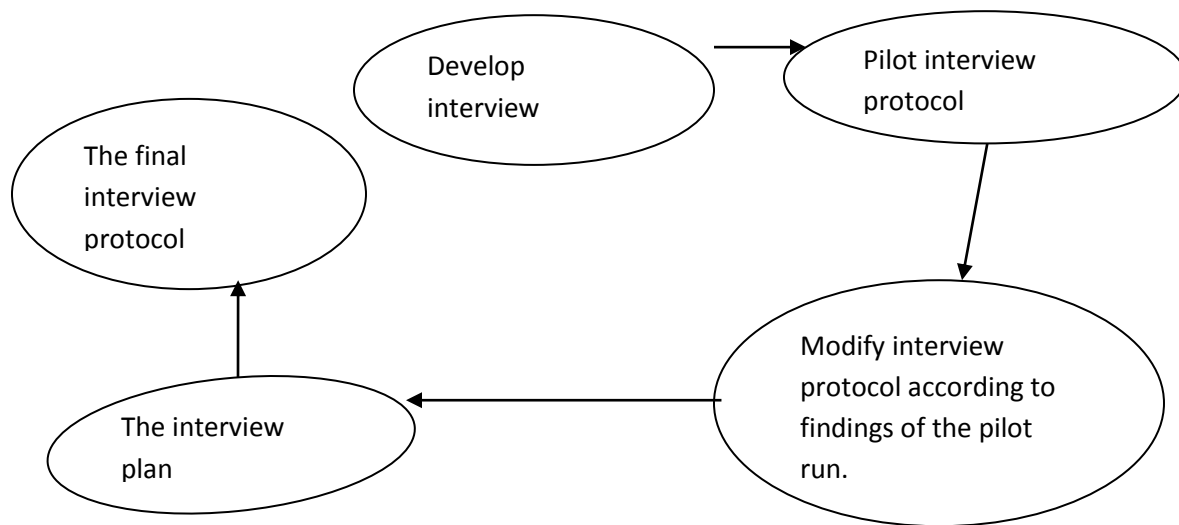 Develop
interview
Pilot interview
protocol
Modify interview
protocol according to
findings of the pilot
run.
The interview
plan
The final
interview
protocol